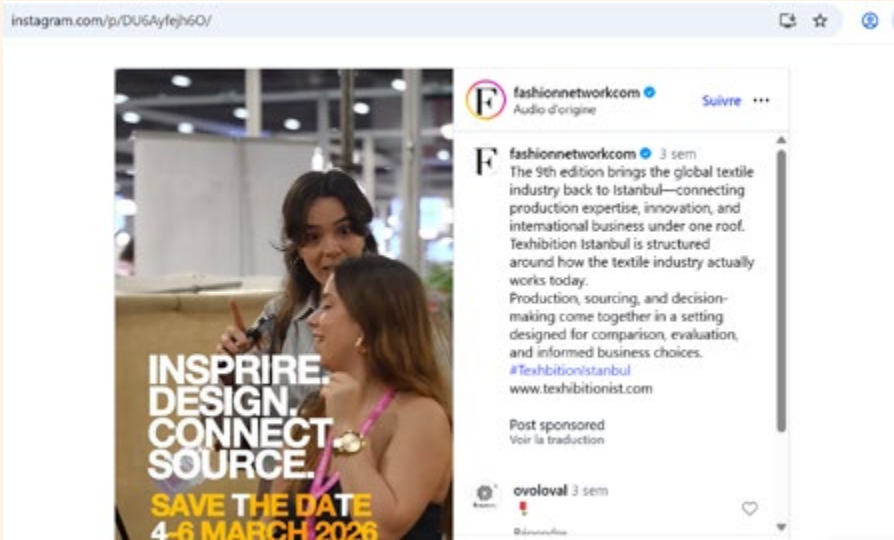 instagram.com/p/DU6Ayfejh6O/
INSPRIRE.
DESIGN.
CONNECT
SOURCE.
SAVE THE DATE
4-6 MARCH 2026
fashionnetworkcom
Audio d'origine
Suivre
fashionnetworkcom 3 sem
The 9th edition brings the global textile
industry back to Istanbul—connecting
production expertise, innovation, and
international business under one roof.
Texhibition Istanbul is structured
around how the textile industry actually
works today.
Production, sourcing, and decision-
making come together in a setting
designed for comparison, evaluation,
and informed business choices.
#TexhbitionIstanbul
www.texhibitionist.com
Post sponsored
Voir la traduction
ovoloval 3 sem
Répondre